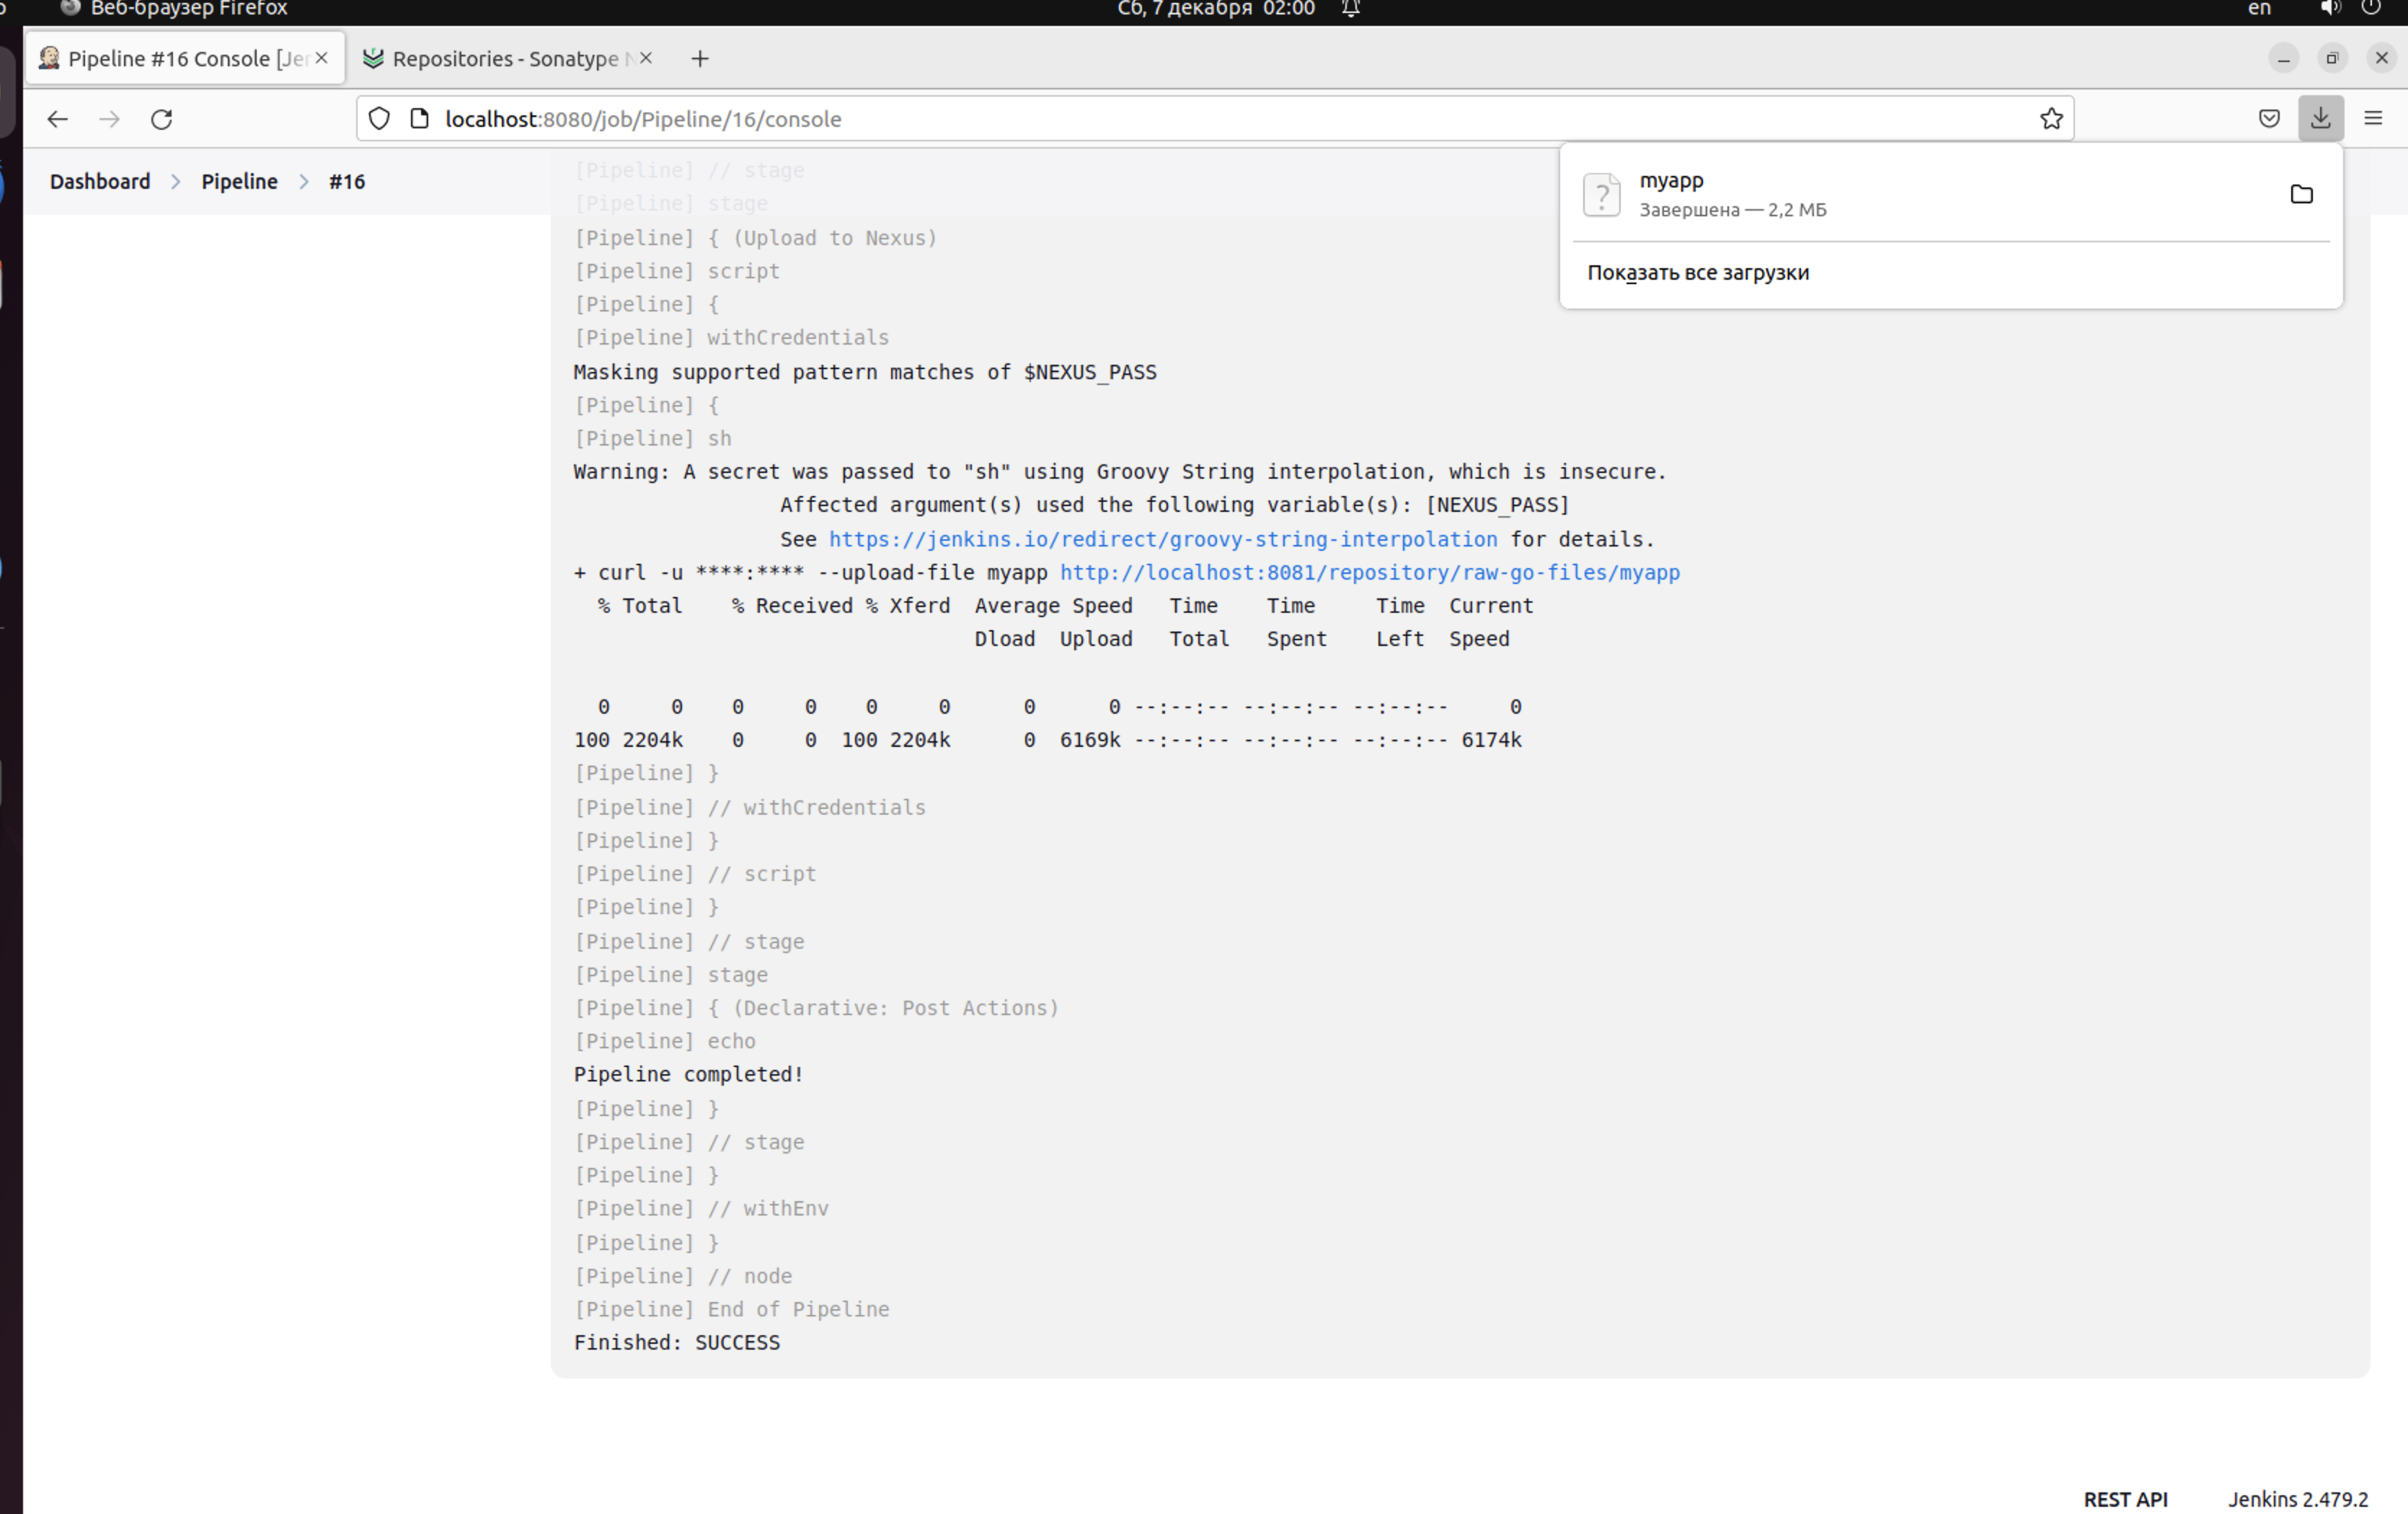 Веб-браузер Firefox
Сб, 7 декабря 02:00
en
Pipeline #16 Console [Jer
Repositories - Sonatype N
localhost:8080/job/Pipeline/16/console
Dashboard > Pipeline > #16
myapp
Завершена — 2,2 МБ
Показать все загрузки
[Pipeline] // stage
[Pipeline] stage
[Pipeline] { (Upload to Nexus)
[Pipeline] script
[Pipeline] {
[Pipeline] withCredentials
Masking supported pattern matches of $NEXUS_PASS
[Pipeline] {
[Pipeline] sh
Warning: A secret was passed to "sh" using Groovy String interpolation, which is insecure.
Affected argument(s) used the following variable(s): [NEXUS_PASS]
See https://jenkins.io/redirect/groovy-string-interpolation for details.
+ curl -u ****:**** --upload-file myapp http://localhost:8081/repository/raw-go-files/myapp
% Total % Received % Xferd Average Speed Time Time Time Current
Dload Upload Total Spent Left Speed
0 0 0 0 0 0 0 0 --:--:-- --:--:-- --:--:-- 0
100 2204k 0 0 100 2204k 0 6169k --:--:-- --:--:-- --:--:-- 6174k
[Pipeline] }
[Pipeline] // withCredentials
[Pipeline] }
[Pipeline] // script
[Pipeline] }
[Pipeline] // stage
[Pipeline] stage
[Pipeline] { (Declarative: Post Actions)
[Pipeline] echo
Pipeline completed!
[Pipeline] }
[Pipeline] // stage
[Pipeline] }
[Pipeline] // withEnv
[Pipeline] }
[Pipeline] // node
[Pipeline] End of Pipeline
Finished: SUCCESS
REST API
Jenkins 2.479.2